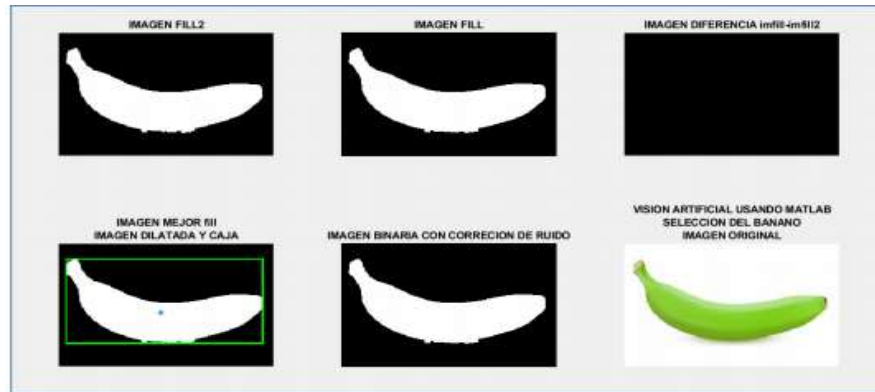 IMAGEN FILL2
IMAGEN FILL
IMAGEN DIFERENCIA imfill-imfill2
IMAGEN MEJOR fill
IMAGEN DILATADA Y CAJA
IMAGEN BINARIA CON CORRECION DE RUIDO
VISION ARTIFICIAL USANDO MATLAB
SELECCION DEL BANANO
IMAGEN ORIGINAL